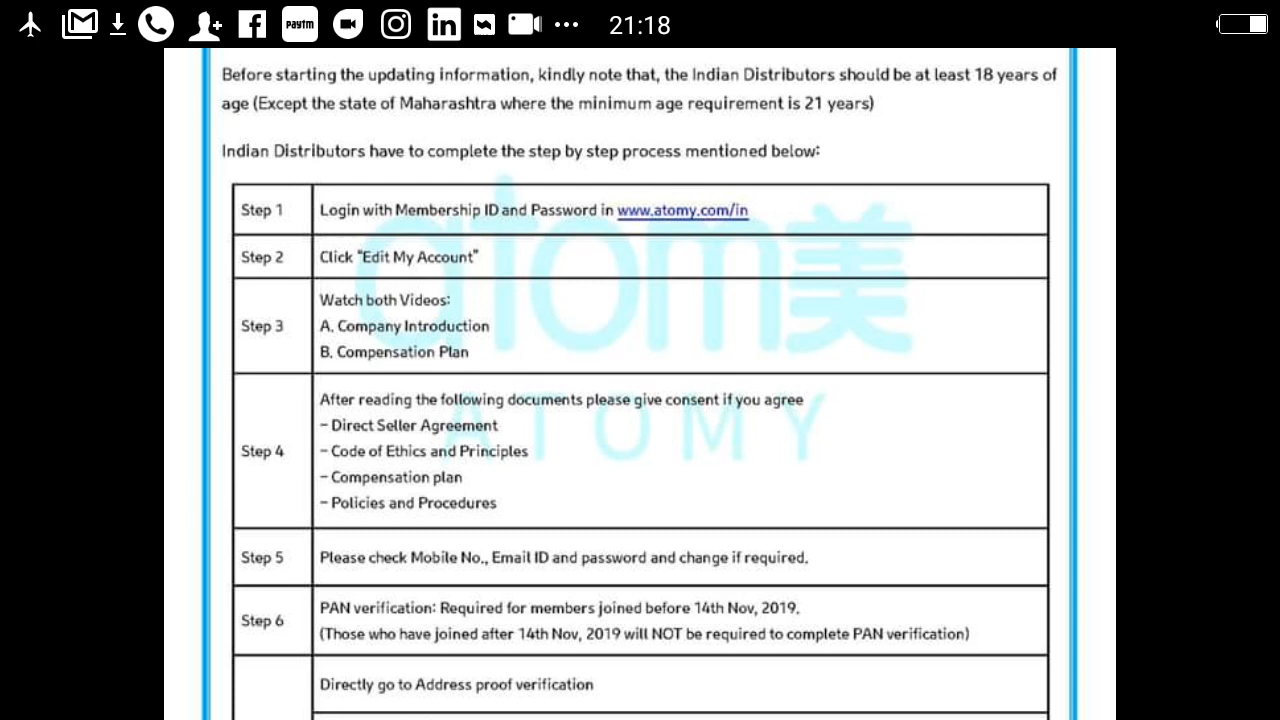 paytm
21:18
Before starting the updating information, kindly note that, the Indian Distributors should be at least 18 years of
age (Except the state of Maharashtra where the minimum age requirement is 21 years)
Indian Distributors have to complete the step by step process mentioned below:
Step 1 Login with Membership ID and Password in www.atomy.com/in
Step 2 Click "Edit My Account"
Step 3
Watch both Videos:
A. Company Introduction
B. Compensation Plan
Step 4
After reading the following documents please give consent if you agree
- Direct Seller Agreement
- Code of Ethics and Principles
- Compensation plan
- Policies and Procedures
Step 5 Please check Mobile No., Email ID and password and change if required.
Step 6
PAN verification: Required for members joined before 14th Nov, 2019.
(Those who have joined after 14th Nov, 2019 will NOT be required to complete PAN verification)
Directly go to Address proof verification
atom美
ATOMY